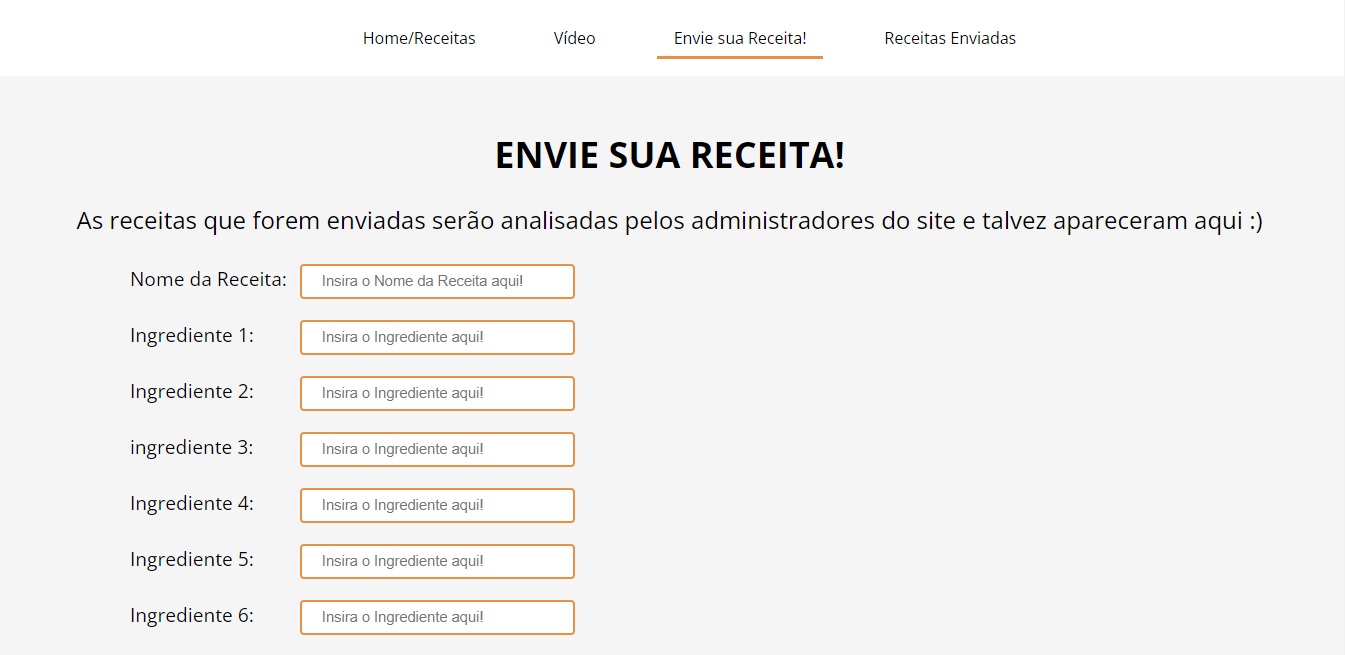 Home/Receitas Vídeo Envie sua Receita! Receitas Enviadas
ENVIE SUA RECEITA!
As receitas que forem enviadas serão analisadas pelos administradores do site e talvez apareceram aqui :)
Nome da Receita: Insira o Nome da Receita aqui!
Ingrediente 1: Insira o Ingrediente aqui!
Ingrediente 2: Insira o Ingrediente aqui!
ingrediente 3: Insira o Ingrediente aqui!
Ingrediente 4: Insira o Ingrediente aqui!
Ingrediente 5: Insira o Ingrediente aqui!
Ingrediente 6: Insira o Ingrediente aqui!